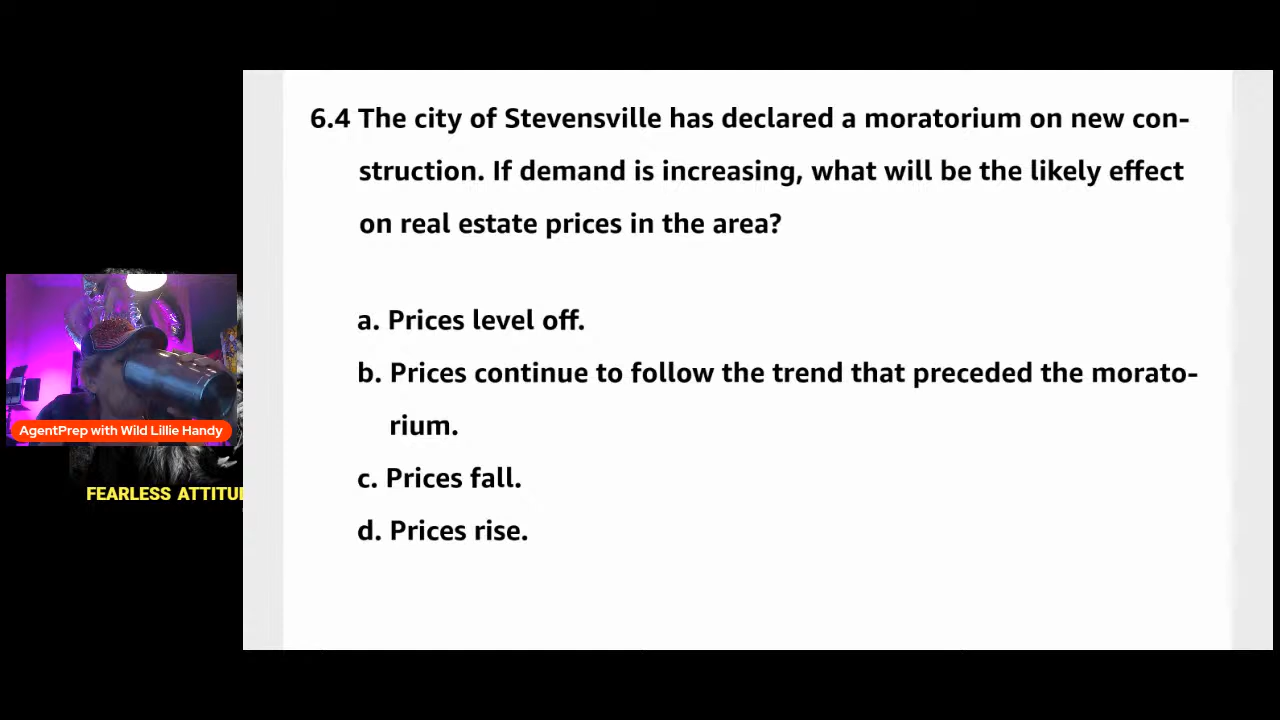 6.4 The city of Stevensville has declared a moratorium on new con-
struction. If demand is increasing, what will be the likely effect
on real estate prices in the area?
a. Prices level off.
b. Prices continue to follow the trend that preceded the morato-
rium.
c. Prices fall.
d. Prices rise.
AgentPrep with Wild Lillie Handy
FEARLESS